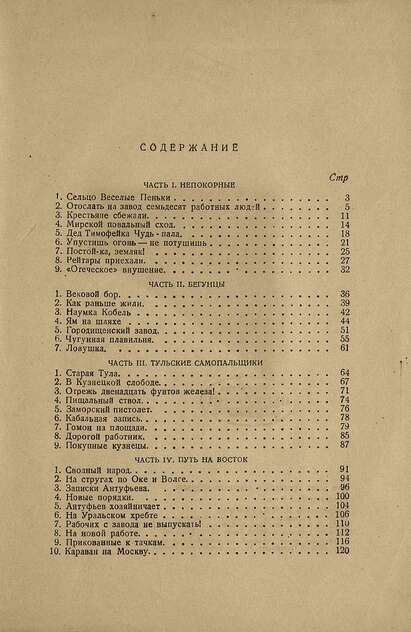 СОДЕРЖАНИЕ
Стр
ЧАСТЬ I. НЕПОКОРНЫЕ
1. Сельцо Веселые Пеньки 3
2. Отослать на завод семьдесят работных людей 5
3. Крестьяне сбежали. 11
4. Мирской повальный сход. 14
5. Дед Тимофейка Чудь-пала. 18
6. Упустишь огонь — не потушишь 21
7. Постой-ка, земляк! 25
8. Рейтары приехали. 27
9. «Отеческое» внушение. 32
ЧАСТЬ II. БЕГУНЦЫ
1. Вековой бор. 36
2. Как раньше жили. 39
3. Наумка Кобель 42
4. Ям на шляхе 44
5. Городищенский завод. 51
6. Чугунная плавильня. 55
7. Ловушка. 61
ЧАСТЬ III. ТУЛЬСКИЕ САМОПАЛЬЩИКИ
1. Старая Тула. 64
2. В Кузнецкой слободе. 67
3. Отрежь двенадцать фунтов железа! 71
4. Пищальный ствол. 74
5. Заморский пистолет. 76
6. Кабальная запись. 78
7. Гомон на площади. 79
8. Дорогой работник. 85
9. Покупные кузнецы. 87
ЧАСТЬ IV. ПУТЬ НА ВОСТОК
1. Сводный народ. 91
2. На стругах по Оке и Волге. 94
3. Записки Антуфьева. 96
4. Новые порядки. 100
5. Антуфьев хозяйничает 104
6. На Уральском хребте 106
7. Рабочих с завода не выпускать! 110
8. На новой работе. 112
9. Прикованные к тачкам. 116
10. Караван на Москву. 120